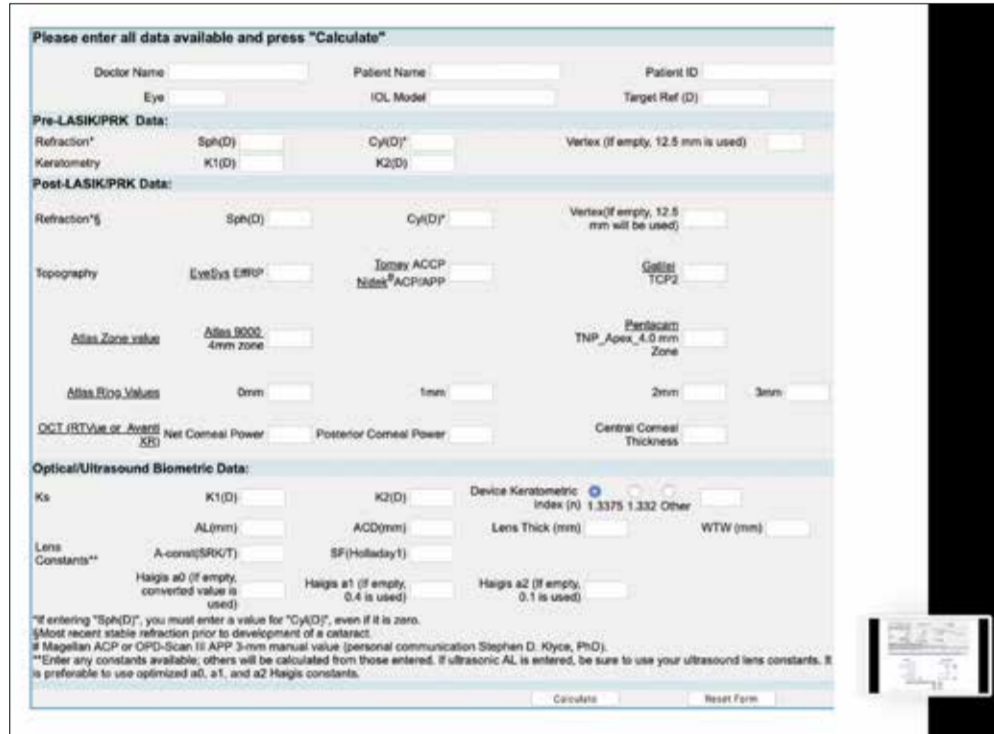 Please enter all data available and press "Calculate"
Doctor Name Patient Name Patient ID
Eye IOL Model Target Ref (D)
Pre-LASIK/PRK Data:
Refraction* Sph(D) Cyl(D)* Vertex (If empty, 12.5 mm is used)
Keratometry K1(D) K2(D)
Post-LASIK/PRK Data:
Refraction*§ Sph(D) Cyl(D)* Vertex(If empty, 12.5
mm will be used)
Topography EyeSys EffRP Tomey ACCP
Nidek#ACP/APP Galilei
TCP2
Atlas Zone value Atlas 9000
4mm zone Pentacam
TNP_Apex_4.0 mm
Zone
Atlas Ring Values 0mm 1mm 2mm 3mm
OCT (RTVue or Avanti
XR) Net Corneal Power Posterior Corneal Power Central Corneal
Thickness
Optical/Ultrasound Biometric Data:
Ks K1(D) K2(D) Device Keratometric
index (n) 1.3375 1.332 Other
AL(mm) ACD(mm) Lens Thick (mm) WTW (mm)
Lens
Constants** A-const(SRK/T) SF(Holladay1)
Haigis a0 (If empty,
converted value is
used) Haigis a1 (If empty,
0.4 is used) Haigis a2 (If empty,
0.1 is used)
*If entering "Sph(D)", you must enter a value for "Cyl(D)", even if it is zero.
§Most recent stable refraction prior to development of a cataract.
# Magellan ACP or OPD-Scan III APP 3-mm manual value (personal communication Stephen D. Klyce, PhD).
**Enter any constants available; others will be calculated from those entered. If ultrasonic AL is entered, be sure to use your ultrasound lens constants. It
is preferable to use optimized a0, a1, and a2 Haigis constants.
Calculate Reset Form